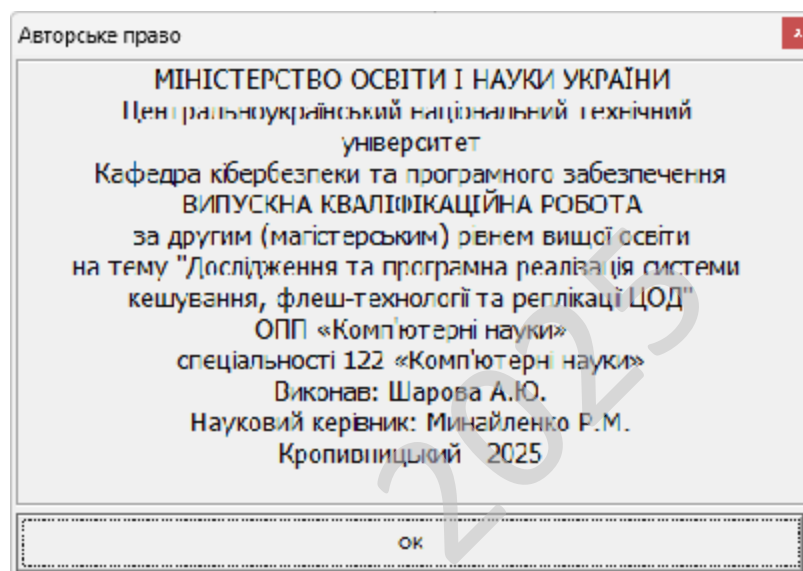 Авторське право
МІНІСТЕРСТВО ОСВІТИ І НАУКИ УКРАЇНИ
Центральноукраїнський національний технічний
університет
Кафедра кібербезпеки та програмного забезпечення
ВИПУСКНА КВАЛІФІКАЦІЙНА РОБОТА
за другим (магістерським) рівнем вищої освіти
на тему "Дослідження та програмна реалізація системи
кешування, флеш-технології та реплікації ЦОД"
ОПП «Комп'ютерні науки»
спеціальності 122 «Комп'ютерні науки»
Виконав: Шарова А.Ю.
Науковий керівник: Минайленко Р.М.
Кропивницький 2025
ОК
2025